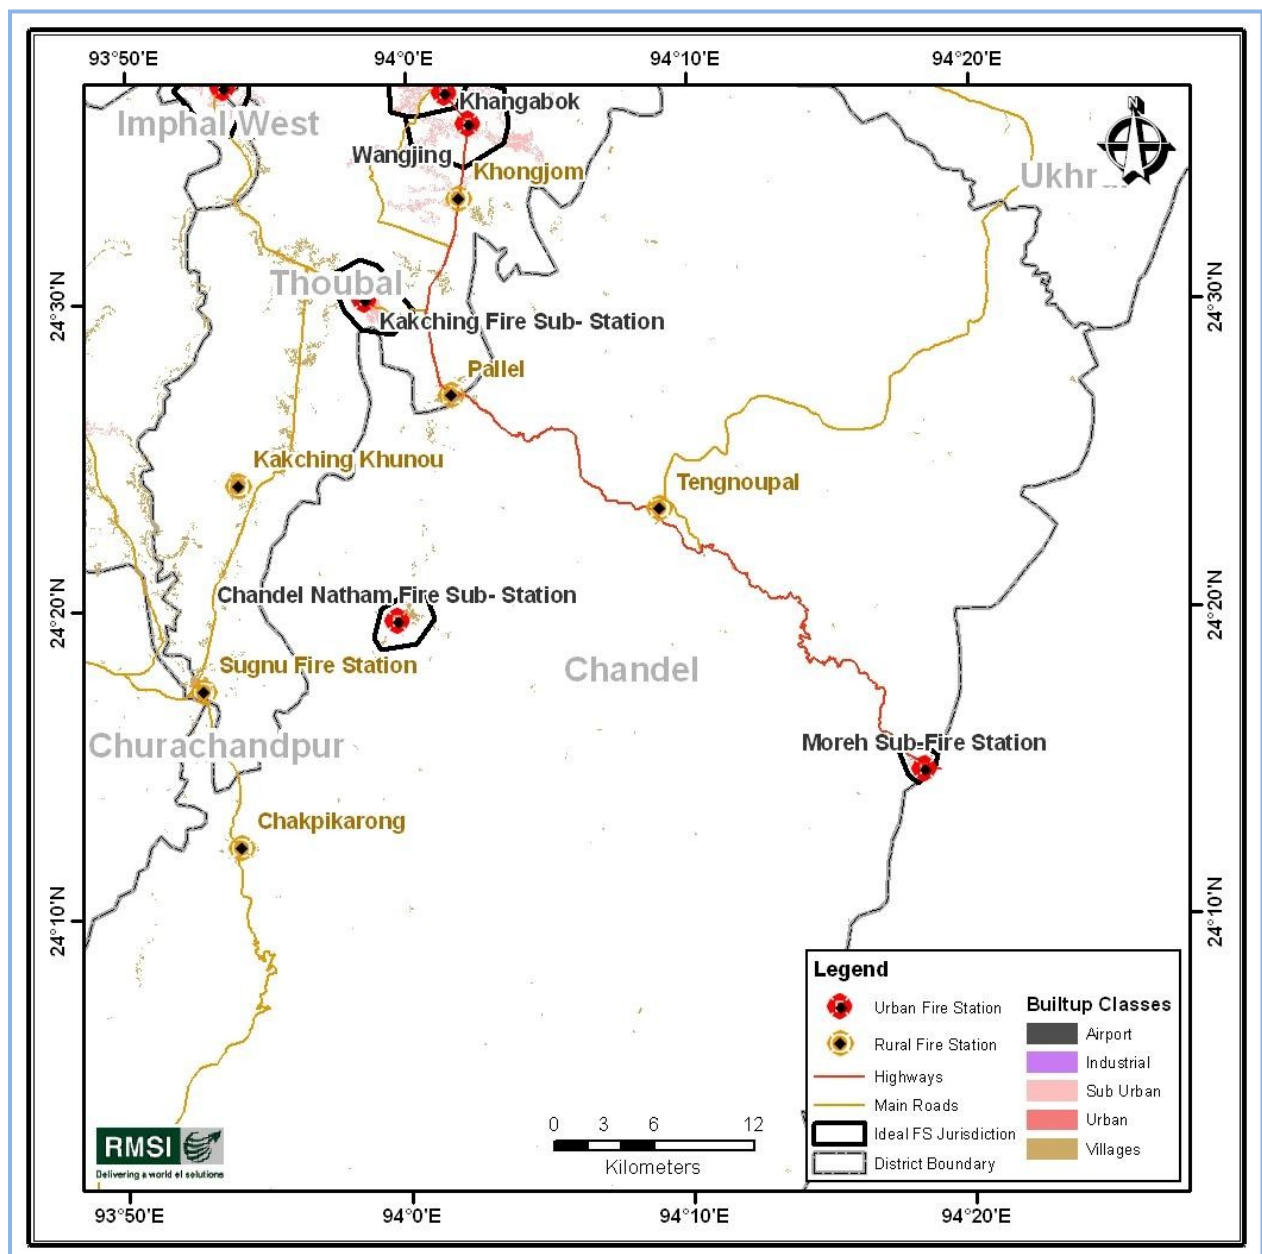 93°50'E 94°0'E 94°10'E 94°20'E
Khangabok
Imphal West
Wangjing
Khongjom
N
24°30'N
Thoubal
24°30'N
Kakching Fire Sub- Station
Pallel
Kakching Khunou
Tengnoupal
24°20'N
Chandel Natham Fire Sub- Station
24°20'N
Sugnu Fire Station
Chandel
Churachandpur
Moreh Sub-Fire Station
Chakpikarong
24°10'N
24°10'N
Legend
Urban Fire Station
Rural Fire Station
Highways
Main Roads
Ideal FS Jurisdiction
District Boundary
Builtup Classes
Airport
Industrial
Sub Urban
Urban
Villages
0 3 6 12
Kilometers
RMSI
Delivering a world of solutions
93°50'E 94°0'E 94°10'E 94°20'E